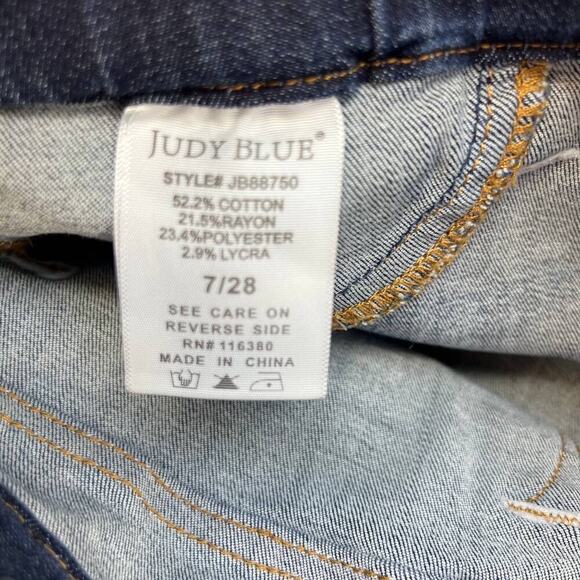 JUDY BLUE®
STYLE# JB88750
52.2% COTTON
21.5%RAYON
23.4%POLYESTER
2.9% LYCRA
7/28
SEE CARE ON
REVERSE SIDE
RN# 116380
MADE IN CHINA